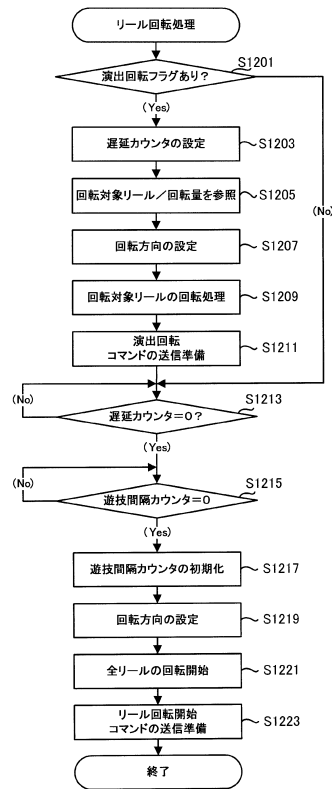 リール回転処理
S1201
演出回転フラグあり?
(Yes)
遅延カウンタの設定
S1203
回転対象リール/回転量を参照
S1205
(No)
回転方向の設定
S1207
回転対象リールの回転処理
S1209
演出回転
コマンドの送信準備
S1211
(No)
S1213
遅延カウンター=0?
(Yes)
(No)
S1215
遊技間隔カウンター=0
(Yes)
遊技間隔カウンタの初期化
S1217
回転方向の設定
S1219
全リールの回転開始
S1221
リール回転開始
コマンドの送信準備
S1223
終了